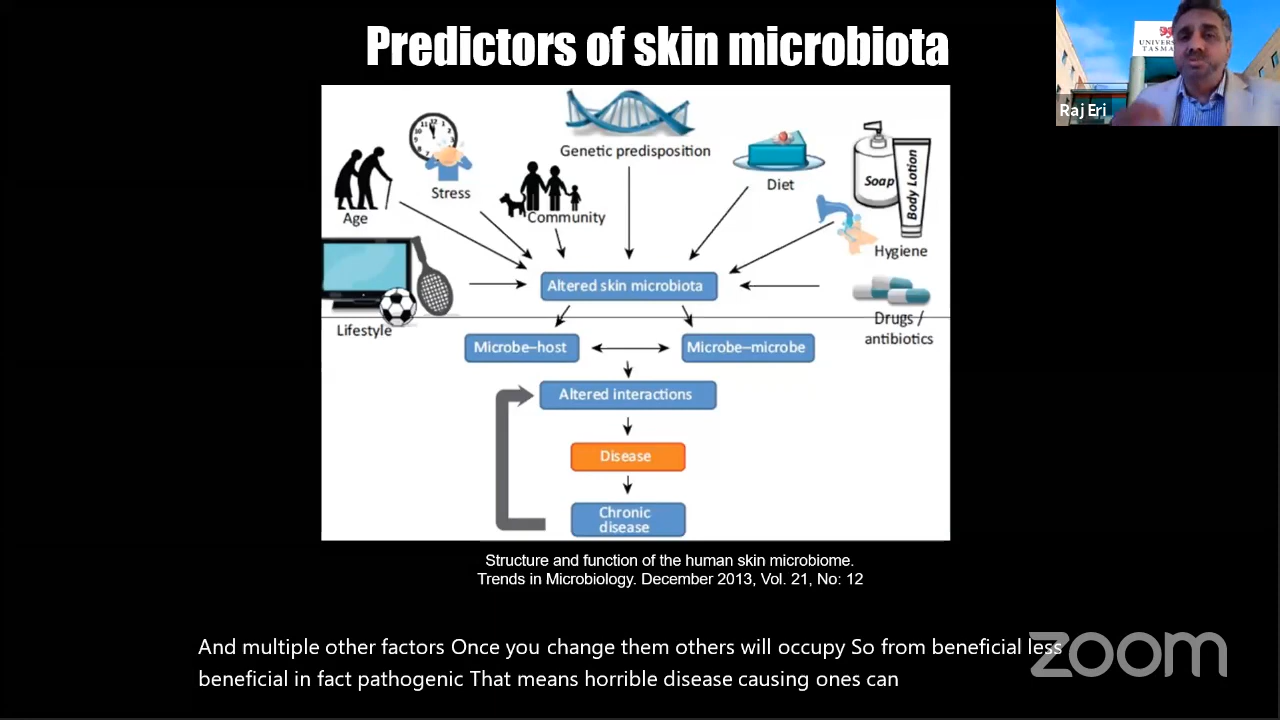 Predictors of skin microbiota
UNIVERS
TASMA
Raj Eri
Genetic predisposition
Stress
Community
Diet
Soap
Body Lotion
Age
Hygiene
Altered skin microbiota
Lifestyle
Drugs /
antibiotics
Microbe–host
Microbe–microbe
Altered interactions
Disease
Chronic
disease
Structure and function of the human skin microbiome.
Trends in Microbiology. December 2013, Vol. 21, No: 12
And multiple other factors Once you change them others will occupy So from beneficial less
beneficial in fact pathogenic That means horrible disease causing ones can
zoom